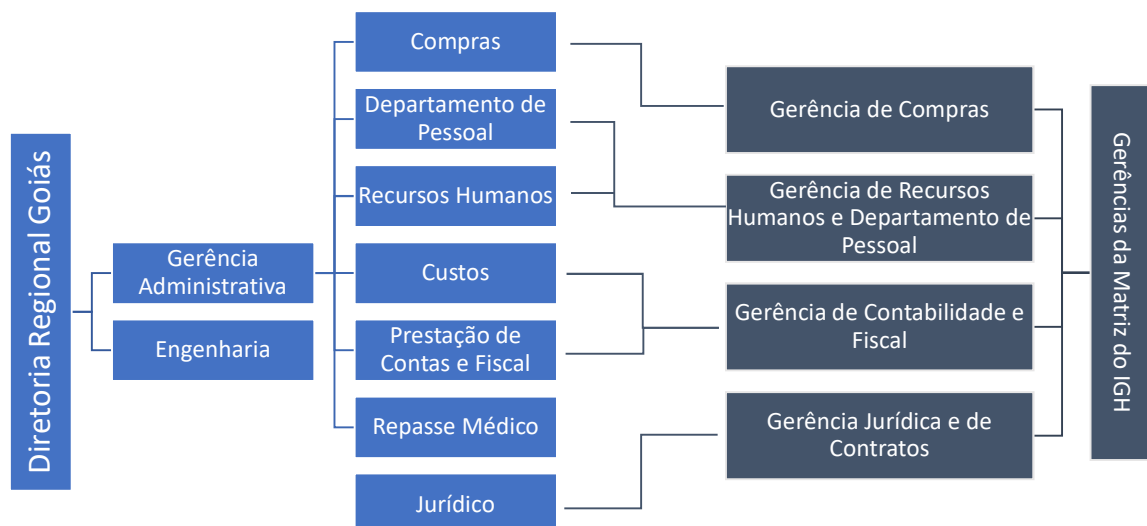 Diretoria Regional Goiás
Gerência
Administrativa
Engenharia
Compras
Departamento de
Pessoal
Recursos Humanos
Custos
Prestação de
Contas e Fiscal
Repasse Médico
Jurídico
Gerência de Compras
Gerência de Recursos
Humanos e Departamento de
Pessoal
Gerência de Contabilidade e
Fiscal
Gerência Jurídica e de
Contratos
Gerências da Matriz do IGH